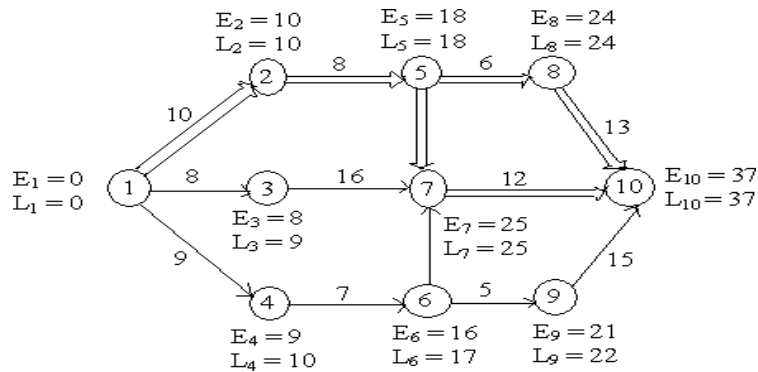 E₂ = 10
L₂ = 10
E₅ = 18
L₅ = 18
E₈ = 24
L₈ = 24
2
8
5
6
8
10
13
E₁ = 0
L₁ = 0
1
8
3
16
7
12
10
E₁₀ = 37
L₁₀ = 37
E₃ = 8
L₃ = 9
E₇ = 25
L₇ = 25
9
15
4
7
6
5
9
E₄ = 9
L₄ = 10
E₆ = 16
L₆ = 17
E₉ = 21
L₉ = 22